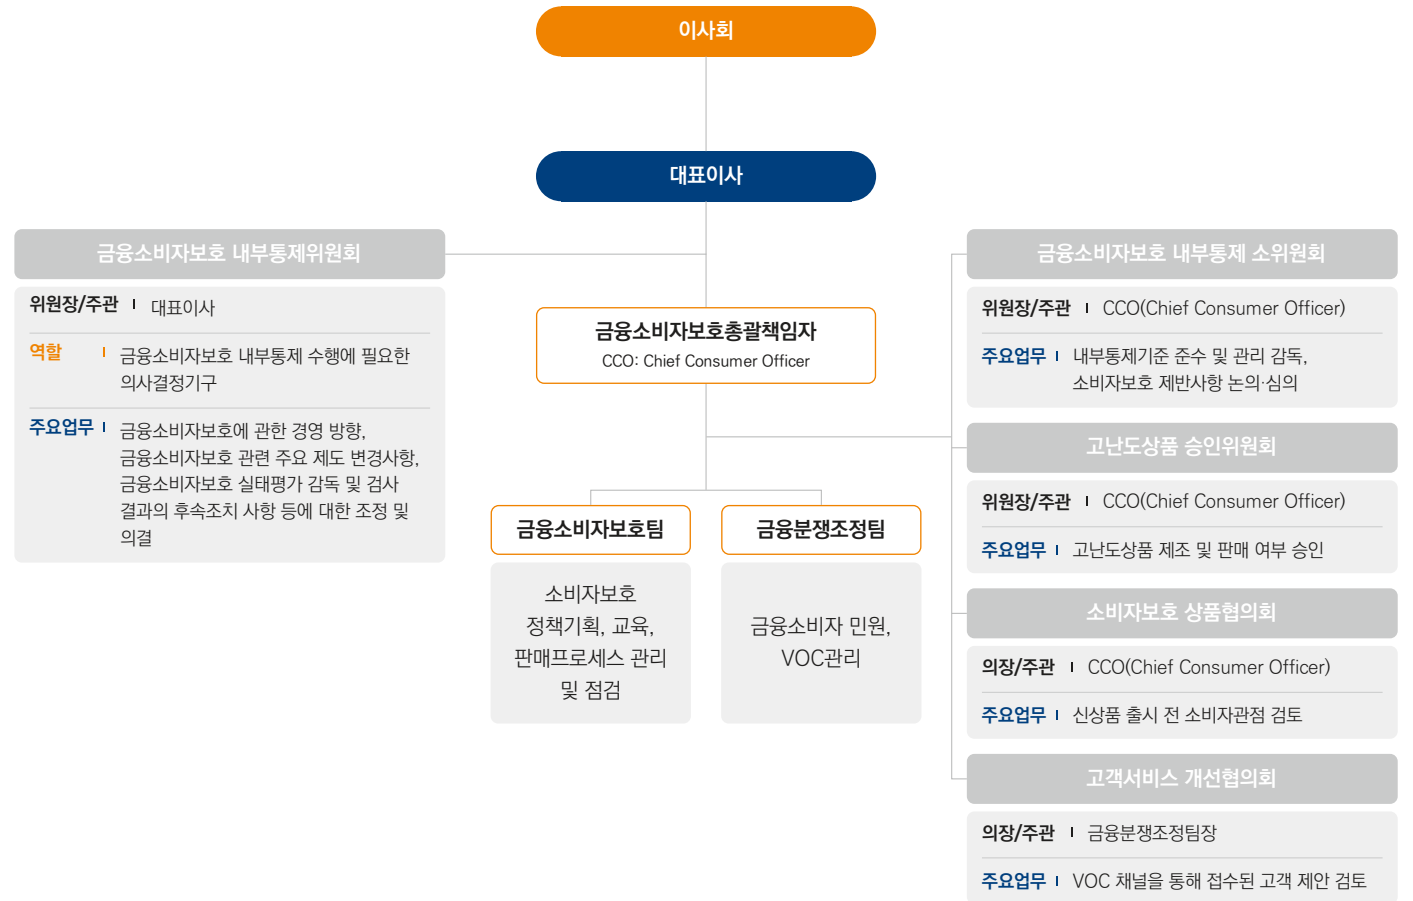 이사회
대표이사
금융소비자보호 내부통제위원회
위원장/주관 대표이사
역할 금융소비자보호 내부통제 수행에 필요한
의사결정기구
주요업무 금융소비자보호에 관한 경영 방향,
금융소비자보호 관련 주요 제도 변경사항,
금융소비자보호 실태평가 감독 및 검사
결과의 후속조치 사항 등에 대한 조정 및
의결
금융소비자보호총괄책임자
CCO: Chief Consumer Officer
금융소비자보호팀
소비자보호
정책기획, 교육,
판매프로세스 관리
및 점검
금융분쟁조정팀
금융소비자 민원,
VOC관리
금융소비자보호 내부통제 소위원회
위원장/주관 CCO(Chief Consumer Officer)
주요업무 내부통제기준 준수 및 관리 감독,
소비자보호 제반사항 논의·심의
고난도상품 승인위원회
위원장/주관 CCO(Chief Consumer Officer)
주요업무 고난도상품 제조 및 판매 여부 승인
소비자보호 상품협의회
의장/주관 CCO(Chief Consumer Officer)
주요업무 신상품 출시 전 소비자관점 검토
고객서비스 개선협의회
의장/주관 금융분쟁조정팀장
주요업무 VOC 채널을 통해 접수된 고객 제안 검토